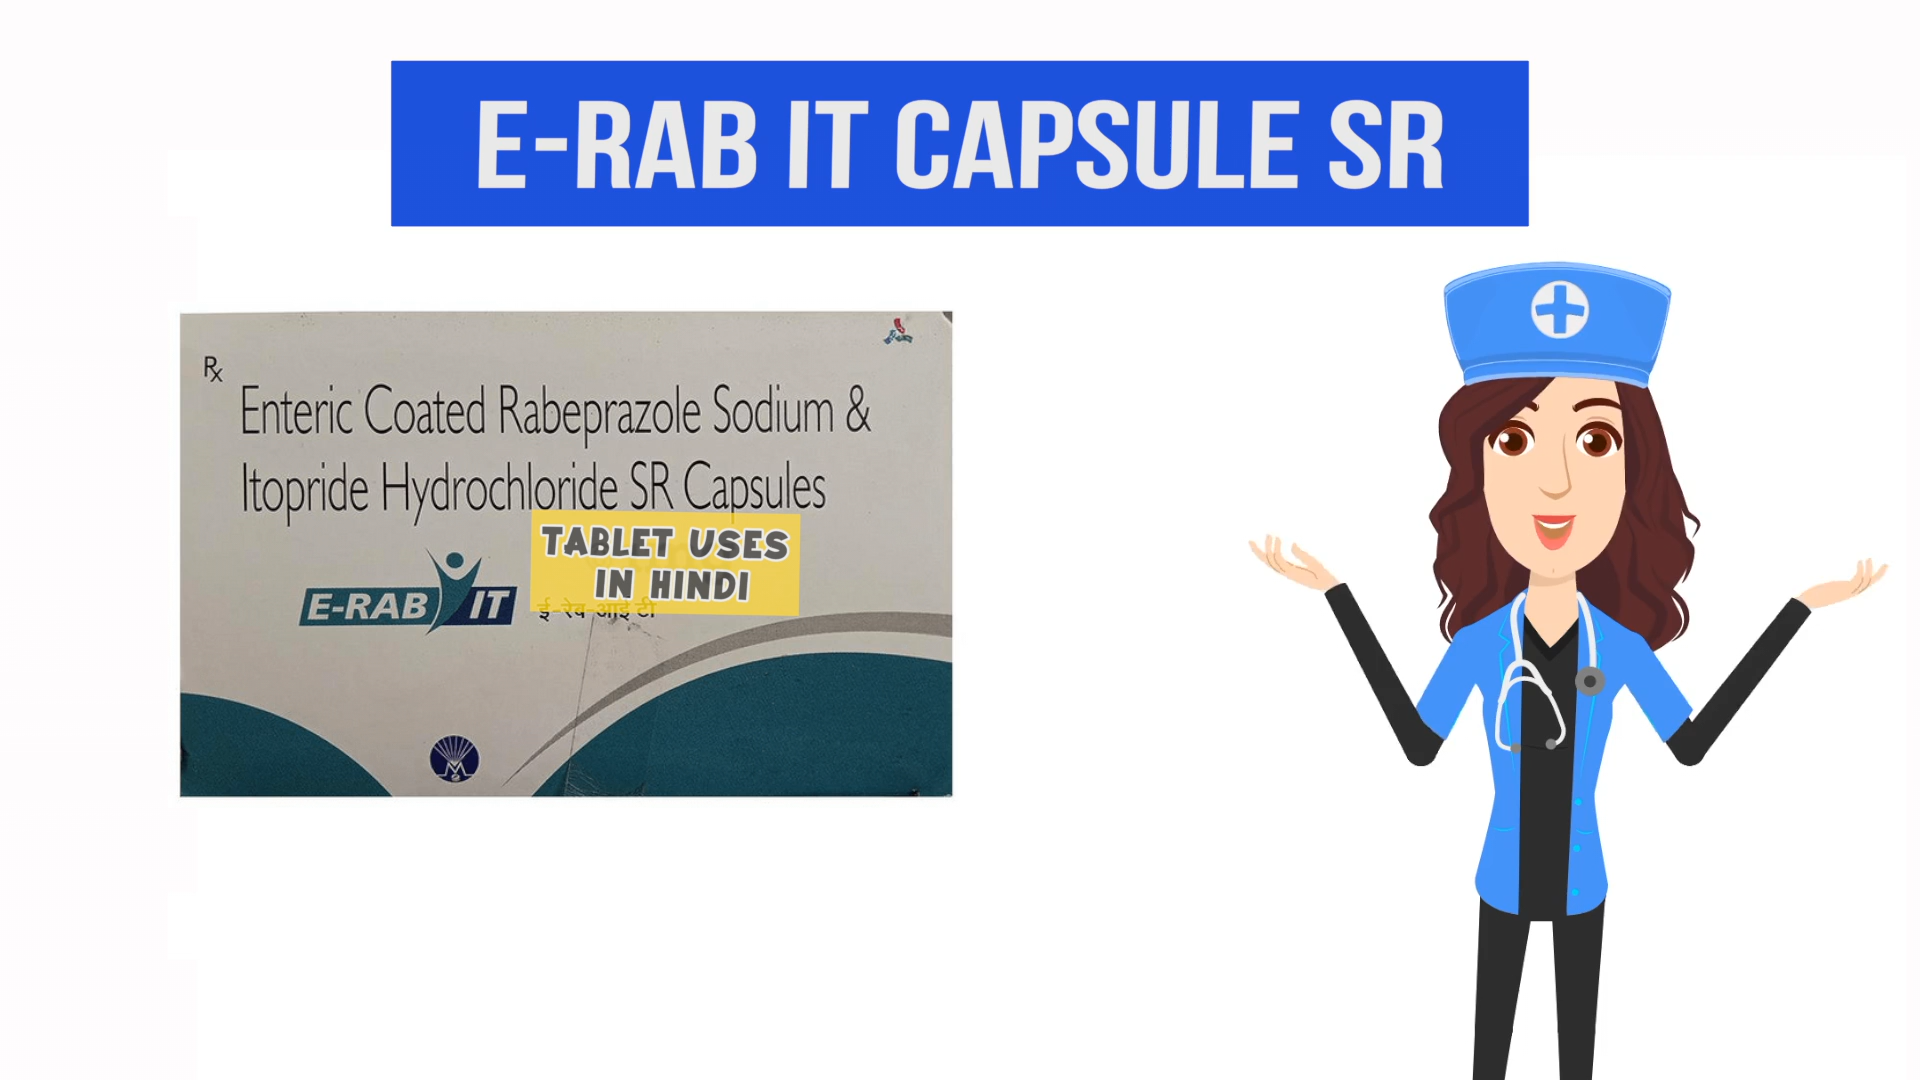 E-RAB IT CAPSULE SR
Rx
Enteric Coated Rabeprazole Sodium &
Itopride Hydrochloride SR Capsules
TABLET USES
IN HINDI
E-RAB IT
ई-रेब-आई टी